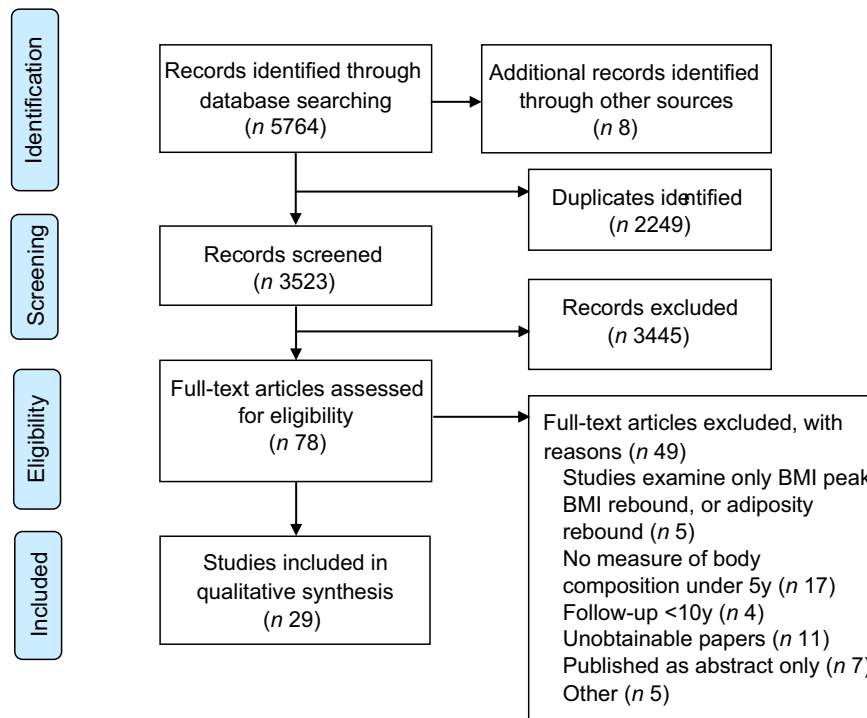 Identification
Records identified through
database searching
(n 5764)
Additional records identified
through other sources
(n 8)
Duplicates identified
(n 2249)
Screening
Records screened
(n 3523)
Records excluded
(n 3445)
Eligibility
Full-text articles assessed
for eligibility
(n 78)
Full-text articles excluded, with
reasons (n 49)
Studies examine only BMI peak
BMI rebound, or adiposity
rebound (n 5)
No measure of body
composition under 5y (n 17)
Follow-up <10y (n 4)
Unobtainable papers (n 11)
Published as abstract only (n 7)
Other (n 5)
Included
Studies included in
qualitative synthesis
(n 29)